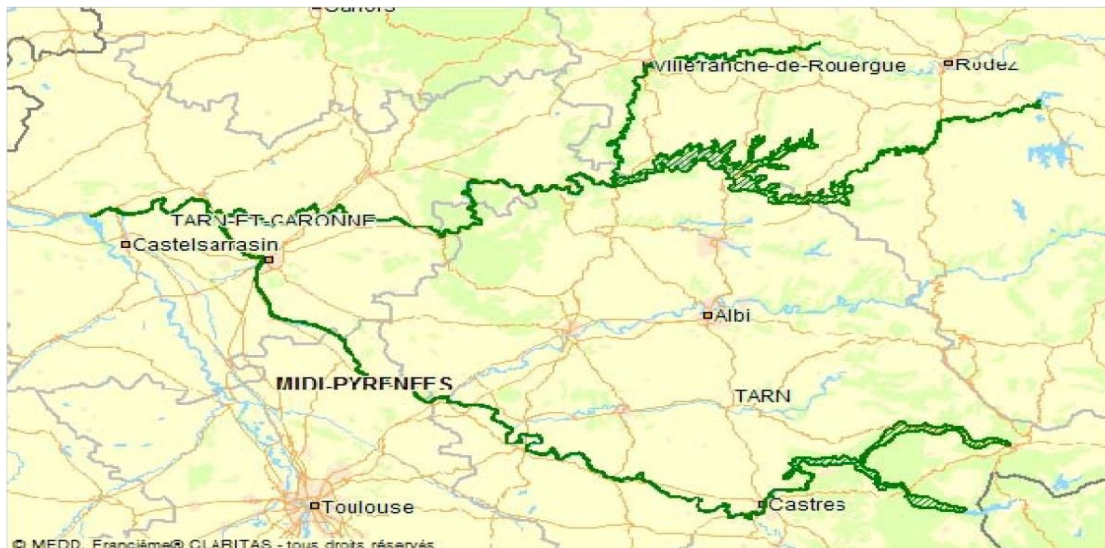 Cahors
Villefranche-de-Rouergue
Rodez
TARN-ET-GARONNE
Castelsarrasin
Albi
MIDI-PYRENEES
TARN
Castres
Toulouse
© MEDD, Francième® CLARITAS - tous droits réservés